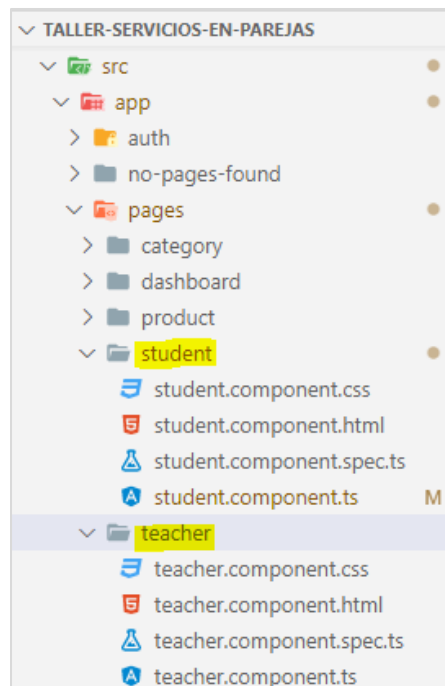 TALLER-SERVICIOS-EN-PAREJAS
src
app
auth
no-pages-found
pages
category
dashboard
product
student
student.component.css
student.component.html
student.component.spec.ts
student.component.ts M
teacher
teacher.component.css
teacher.component.html
teacher.component.spec.ts
teacher.component.ts